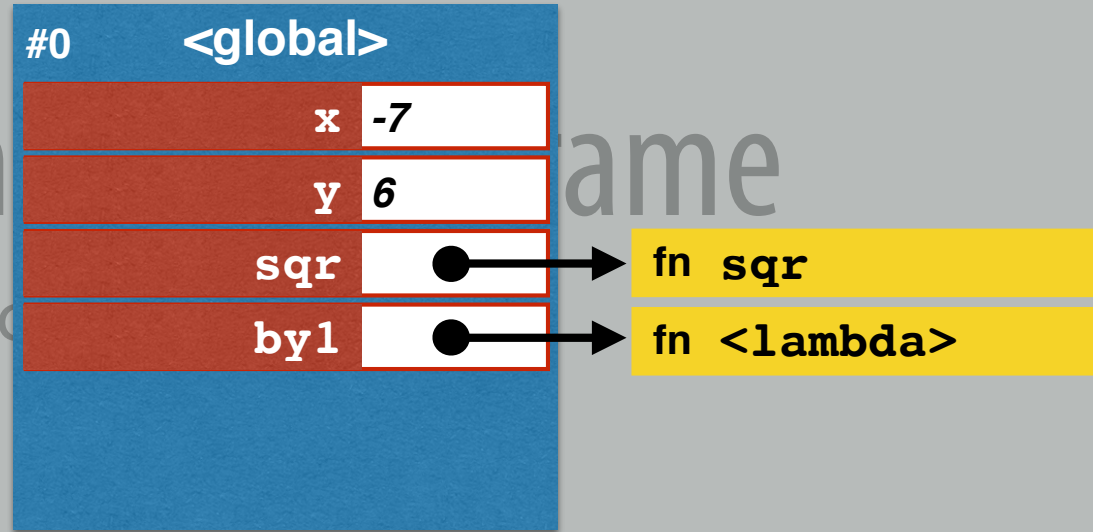 #0 <global>
x -7
y 6
sqr fn sqr
by1 fn <lambda>